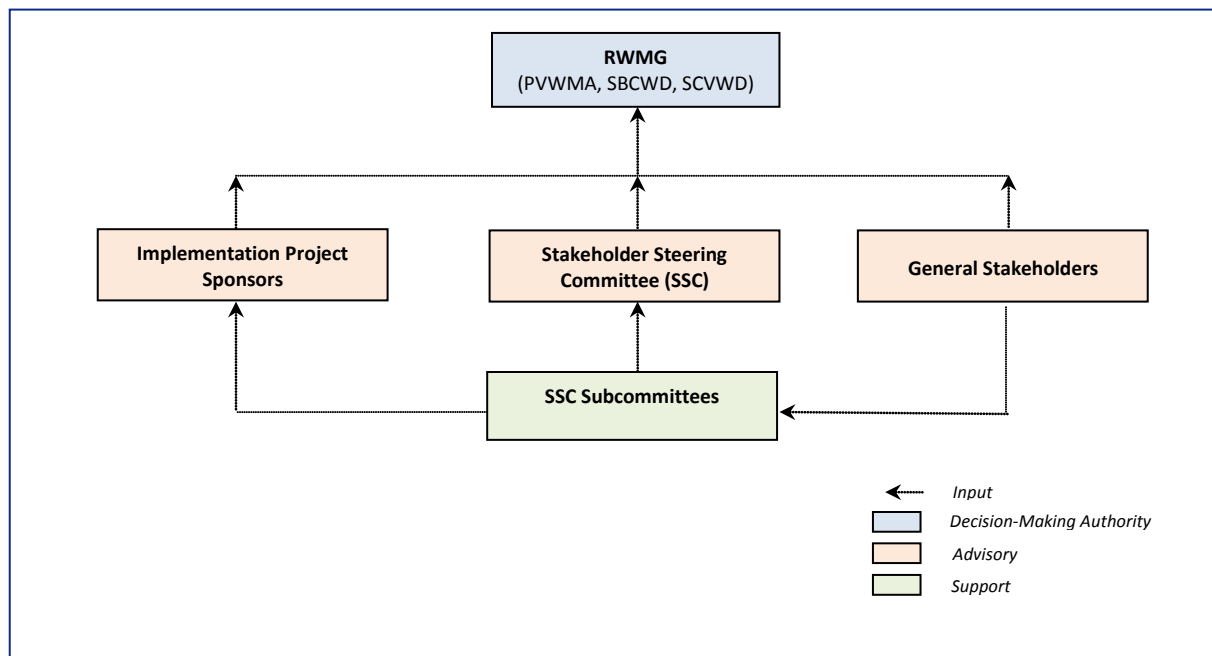 RWMG
(PVWMA, SBCWD, SCVWD)
Implementation Project
Sponsors
Stakeholder Steering
Committee (SSC)
General Stakeholders
SSC Subcommittees
Input
Decision-Making Authority
Advisory
Support